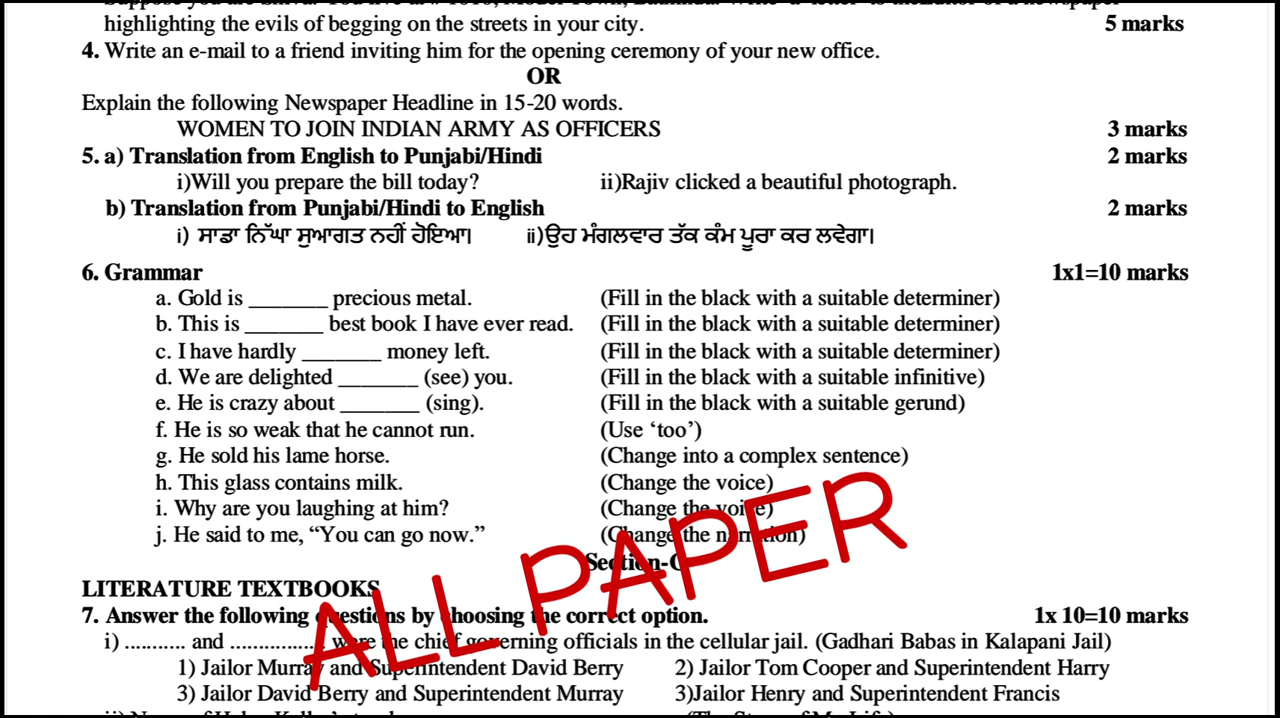 highlighting the evils of begging on the streets in your city. 5 marks
4. Write an e-mail to a friend inviting him for the opening ceremony of your new office.
OR
Explain the following Newspaper Headline in 15-20 words.
WOMEN TO JOIN INDIAN ARMY AS OFFICERS 3 marks
5. a) Translation from English to Punjabi/Hindi 2 marks
i)Will you prepare the bill today? ii)Rajiv clicked a beautiful photograph.
b) Translation from Punjabi/Hindi to English 2 marks
i) ਸਾਡਾ ਨਿੱਘਾ ਸੁਆਗਤ ਨਹੀਂ ਹੋਇਆ। ii)ਉਹ ਮੰਗਲਵਾਰ ਤੱਕ ਕੰਮ ਪੂਰਾ ਕਰ ਲਵੇਗਾ।
6. Grammar 1x1=10 marks
a. Gold is _______ precious metal. (Fill in the black with a suitable determiner)
b. This is _______ best book I have ever read. (Fill in the black with a suitable determiner)
c. I have hardly _______ money left. (Fill in the black with a suitable determiner)
d. We are delighted _______ (see) you. (Fill in the black with a suitable infinitive)
e. He is crazy about _______ (sing). (Fill in the black with a suitable gerund)
f. He is so weak that he cannot run. (Use ‘too’)
g. He sold his lame horse. (Change into a complex sentence)
h. This glass contains milk. (Change the voice)
i. Why are you laughing at him? (Change the voice)
j. He said to me, “You can go now.” (Change the narration)
Section-C
LITERATURE TEXTBOOKS
7. Answer the following questions by choosing the correct option. 1x 10=10 marks
i) ........... and ................ were the chief governing officials in the cellular jail. (Gadhari Babas in Kalapani Jail)
1) Jailor Murray and Superintendent David Berry 2) Jailor Tom Cooper and Superintendent Harry
3) Jailor David Berry and Superintendent Murray 3)Jailor Henry and Superintendent Francis
ALL PAPER